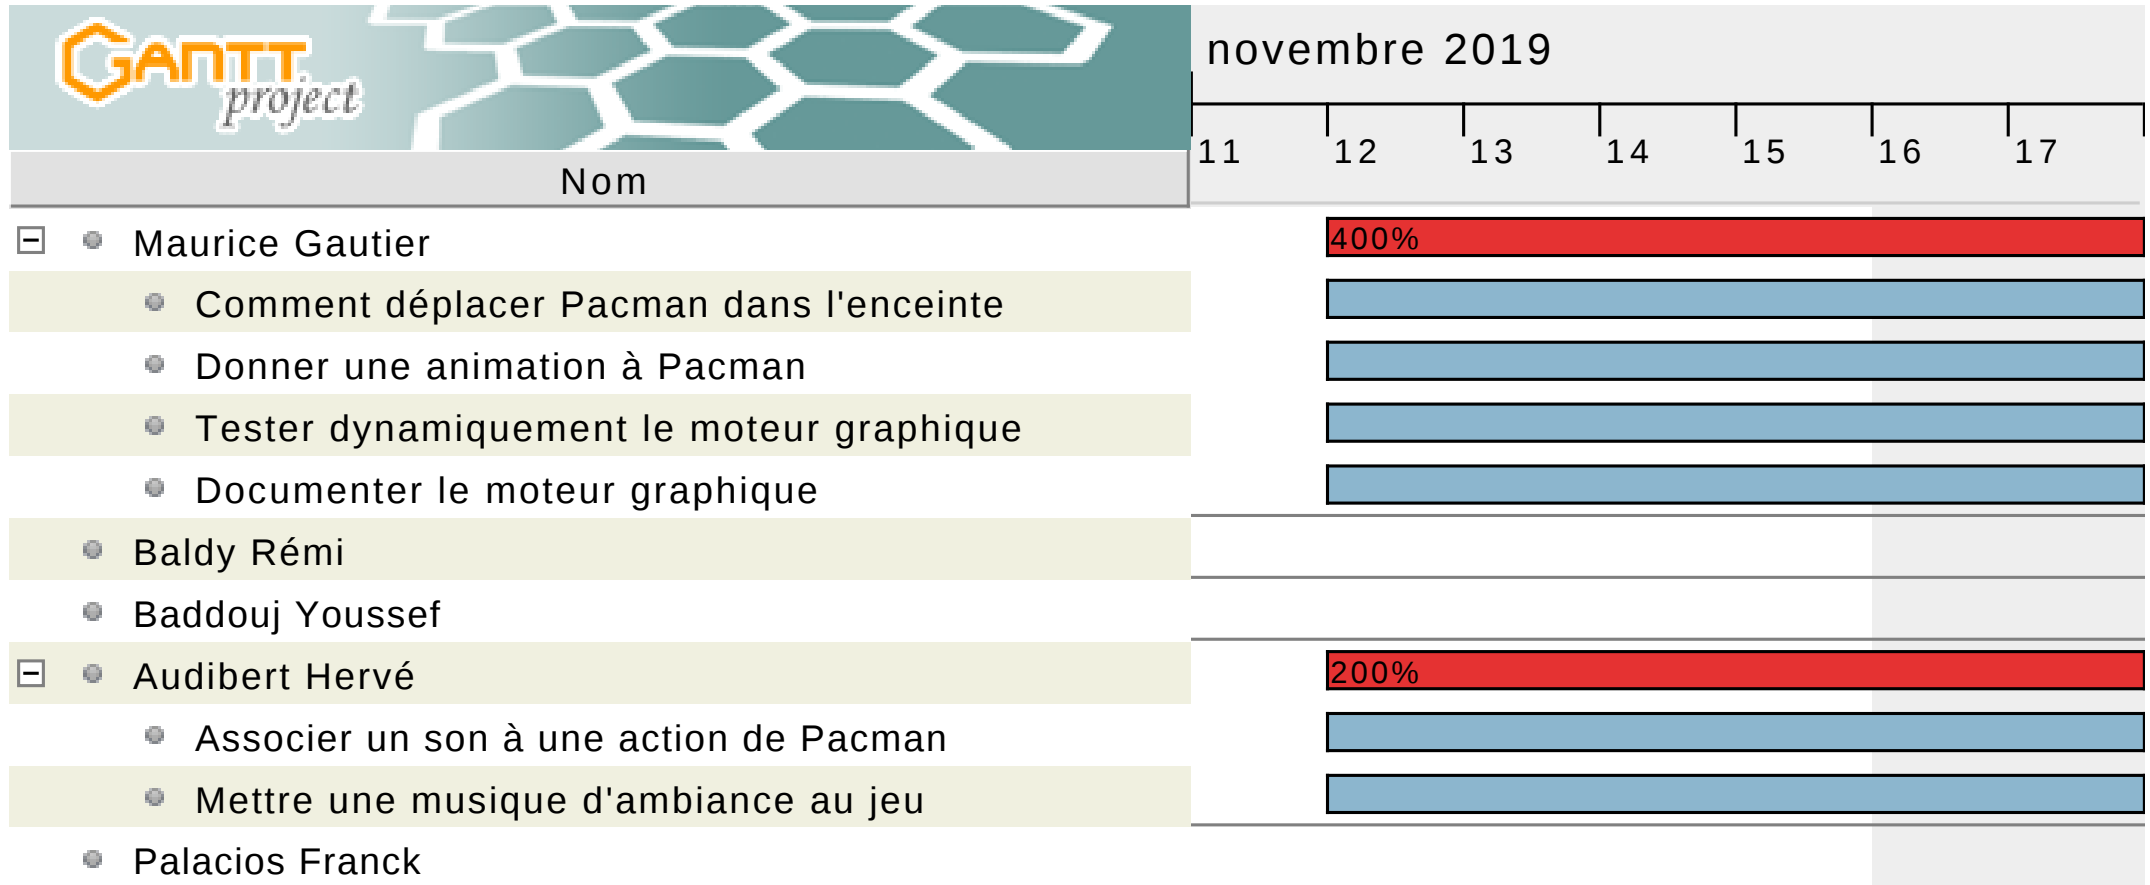 GANTT
project
novembre 2019
11 12 13 14 15 16 17
Nom
Maurice Gautier
400%
Comment déplacer Pacman dans l'enceinte
Donner une animation à Pacman
Tester dynamiquement le moteur graphique
Documenter le moteur graphique
Baldy Rémi
Baddouj Youssef
Audibert Hervé
200%
Associer un son à une action de Pacman
Mettre une musique d'ambiance au jeu
Palacios Franck